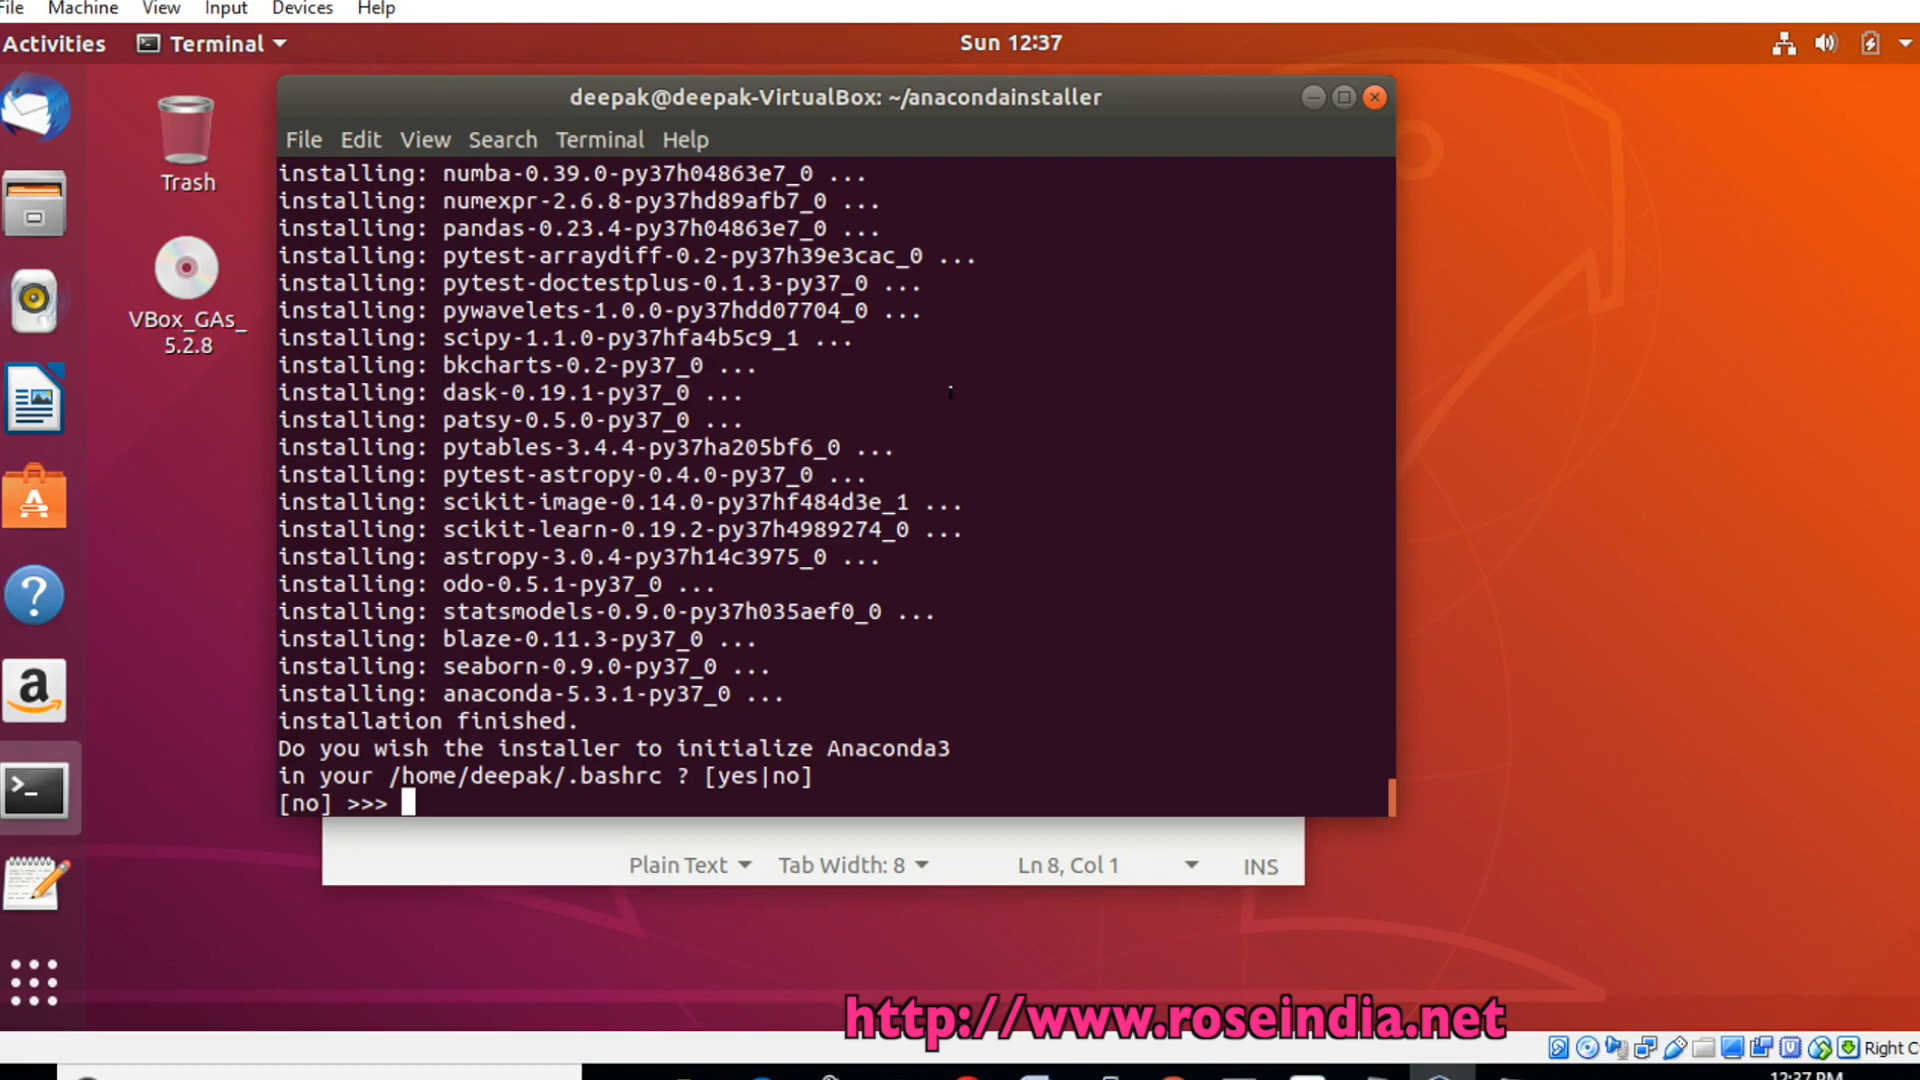 File Machine View Input Devices Help
Activities Terminal Sun 12:37
deepak@deepak-VirtualBox: ~/anacondainstaller
File Edit View Search Terminal Help
Trash
VBox_GAs_
5.2.8
installing: numba-0.39.0-py37h04863e7_0 ...
installing: numexpr-2.6.8-py37hd89afb7_0 ...
installing: pandas-0.23.4-py37h04863e7_0 ...
installing: pytest-arraydiff-0.2-py37h39e3cac_0 ...
installing: pytest-doctestplus-0.1.3-py37_0 ...
installing: pywavelets-1.0.0-py37hdd07704_0 ...
installing: scipy-1.1.0-py37hfa4b5c9_1 ...
installing: bkcharts-0.2-py37_0 ...
installing: dask-0.19.1-py37_0 ...
installing: patsy-0.5.0-py37_0 ...
installing: pytables-3.4.4-py37ha205bf6_0 ...
installing: pytest-astropy-0.4.0-py37_0 ...
installing: scikit-image-0.14.0-py37hf484d3e_1 ...
installing: scikit-learn-0.19.2-py37h4989274_0 ...
installing: astropy-3.0.4-py37h14c3975_0 ...
installing: odo-0.5.1-py37_0 ...
installing: statsmodels-0.9.0-py37h035aef0_0 ...
installing: blaze-0.11.3-py37_0 ...
installing: seaborn-0.9.0-py37_0 ...
installing: anaconda-5.3.1-py37_0 ...
installation finished.
Do you wish the installer to initialize Anaconda3
in your /home/deepak/.bashrc ? [yes|no]
[no] >>>
Plain Text Tab Width: 8 Ln 8, Col 1 INS
http://www.roseindia.net
Right C
12:37 PM